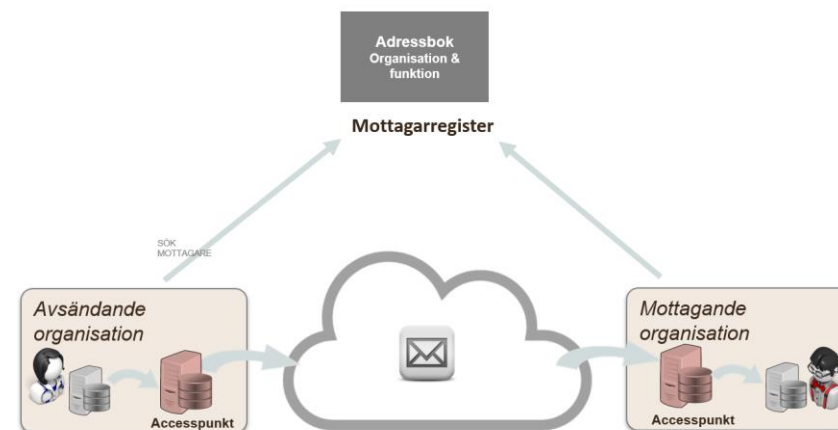 Adressbok
Organisation &
funktion
Mottagarregister
SÖK
MOTTAGARE
Avsändande
organisation
Accesspunkt
Mottagande
organisation
Accesspunkt